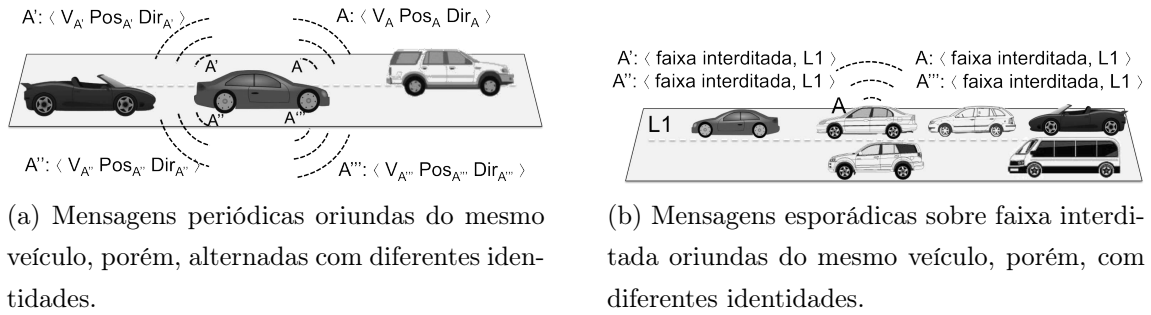 A': ⟨ V_A' Pos_A' Dir_A' ⟩
A: ⟨ V_A Pos_A Dir_A ⟩
A'
A
A''
A'''
A'': ⟨ V_A'' Pos_A'' Dir_A'' ⟩
A''': ⟨ V_A''' Pos_A''' Dir_A''' ⟩
(a) Mensagens periódicas oriundas do mesmo
veículo, porém, alternadas com diferentes iden-
tidades.
A': ⟨ faixa interditada, L1 ⟩
A: ⟨ faixa interditada, L1 ⟩
A'': ⟨ faixa interditada, L1 ⟩
A''': ⟨ faixa interditada, L1 ⟩
A
L1
(b) Mensagens esporádicas sobre faixa interdi-
tada oriundas do mesmo veículo, porém, com
diferentes identidades.